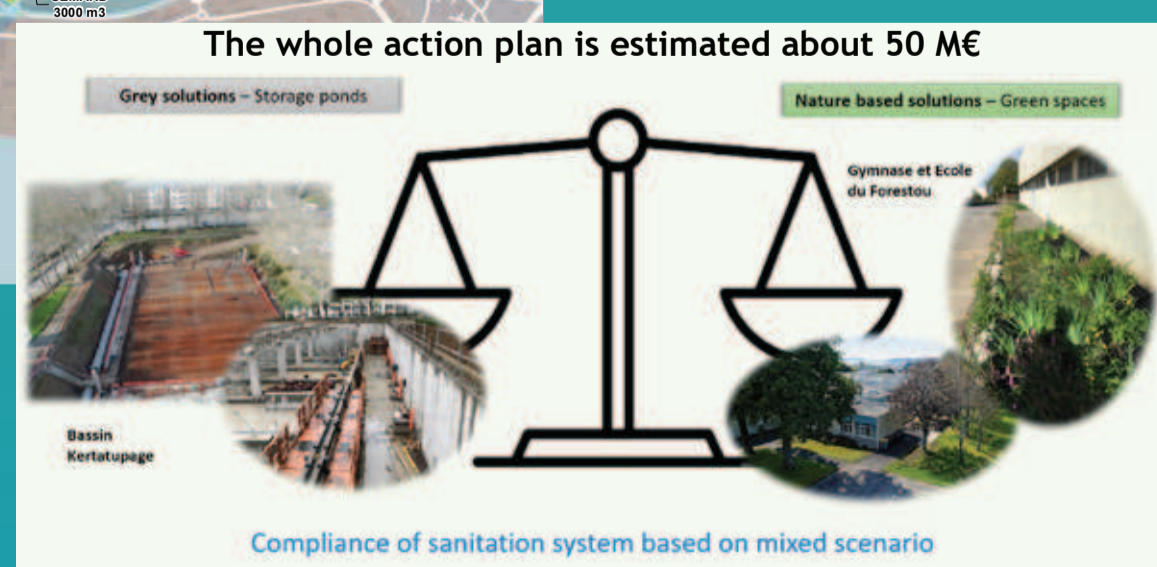 3000 m3
The whole action plan is estimated about 50 M€
Grey solutions – Storage ponds
Nature based solutions – Green spaces
Gymnase et Ecole
du Forestou
Bassin
Kertatupage
Compliance of sanitation system based on mixed scenario